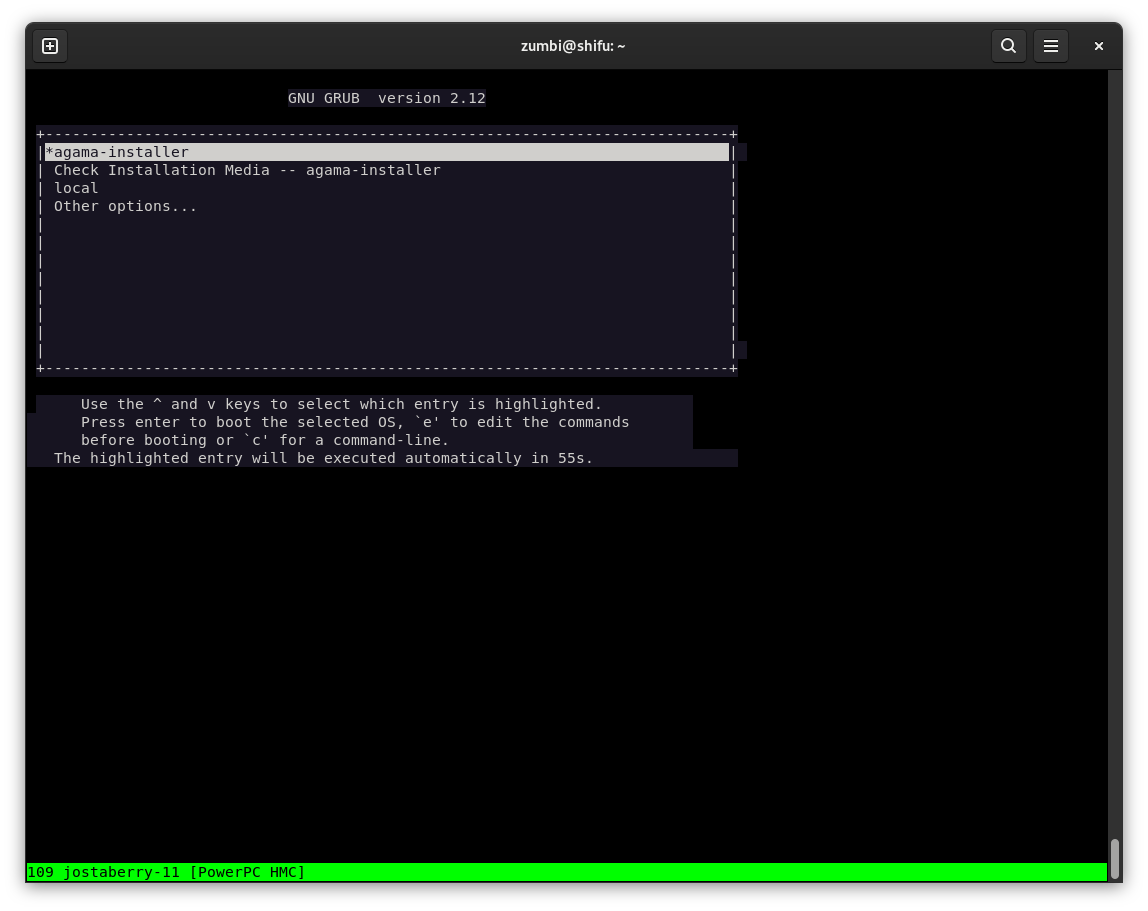 zumbi@shifu: ~
GNU GRUB  version 2.12
+----------------------------------------------------------------------------+
|*agama-installer                                                            |
| Check Installation Media -- agama-installer                                |
| local                                                                      |
| Other options...                                                           |
|                                                                            |
|                                                                            |
|                                                                            |
|                                                                            |
|                                                                            |
|                                                                            |
|                                                                            |
|                                                                            |
+----------------------------------------------------------------------------+
Use the ^ and v keys to select which entry is highlighted.
Press enter to boot the selected OS, `e' to edit the commands
before booting or `c' for a command-line.
The highlighted entry will be executed automatically in 55s.
109 jostaberry-11 [PowerPC HMC]